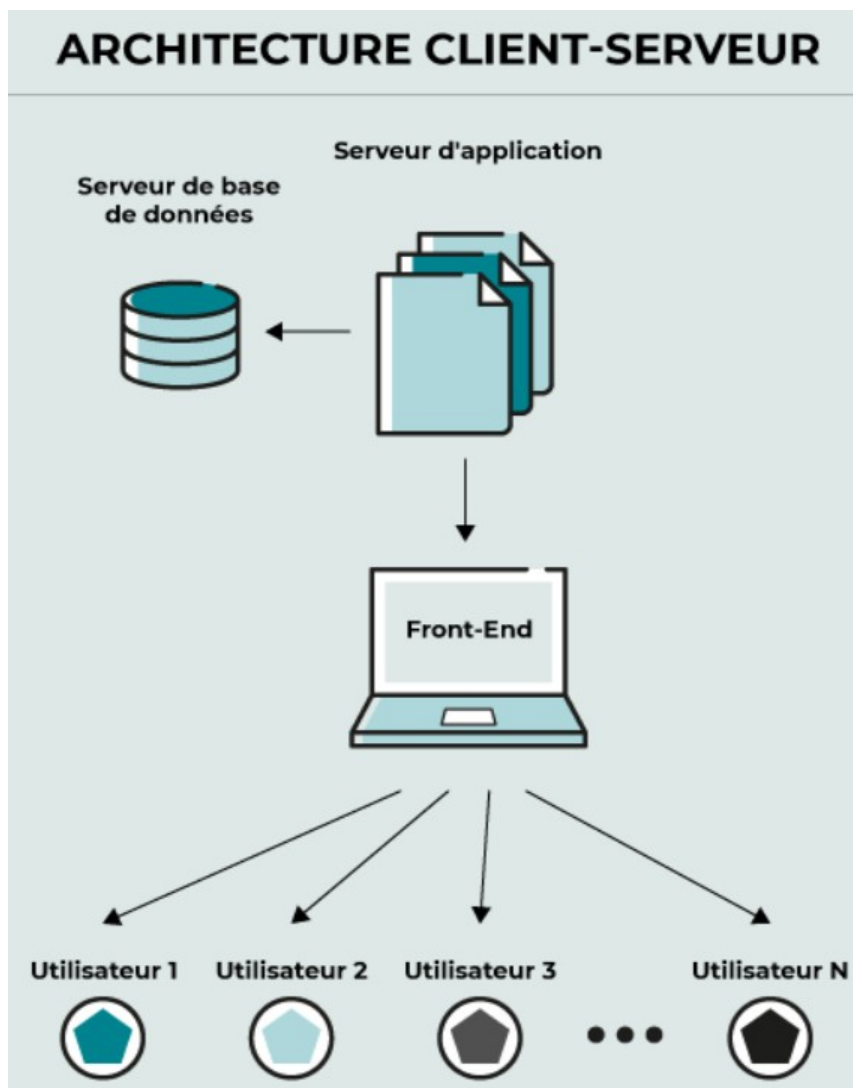 ARCHITECTURE CLIENT-SERVEUR
Serveur d'application
Serveur de base
de données
Front-End
Utilisateur 1
Utilisateur 2
Utilisateur 3
Utilisateur N